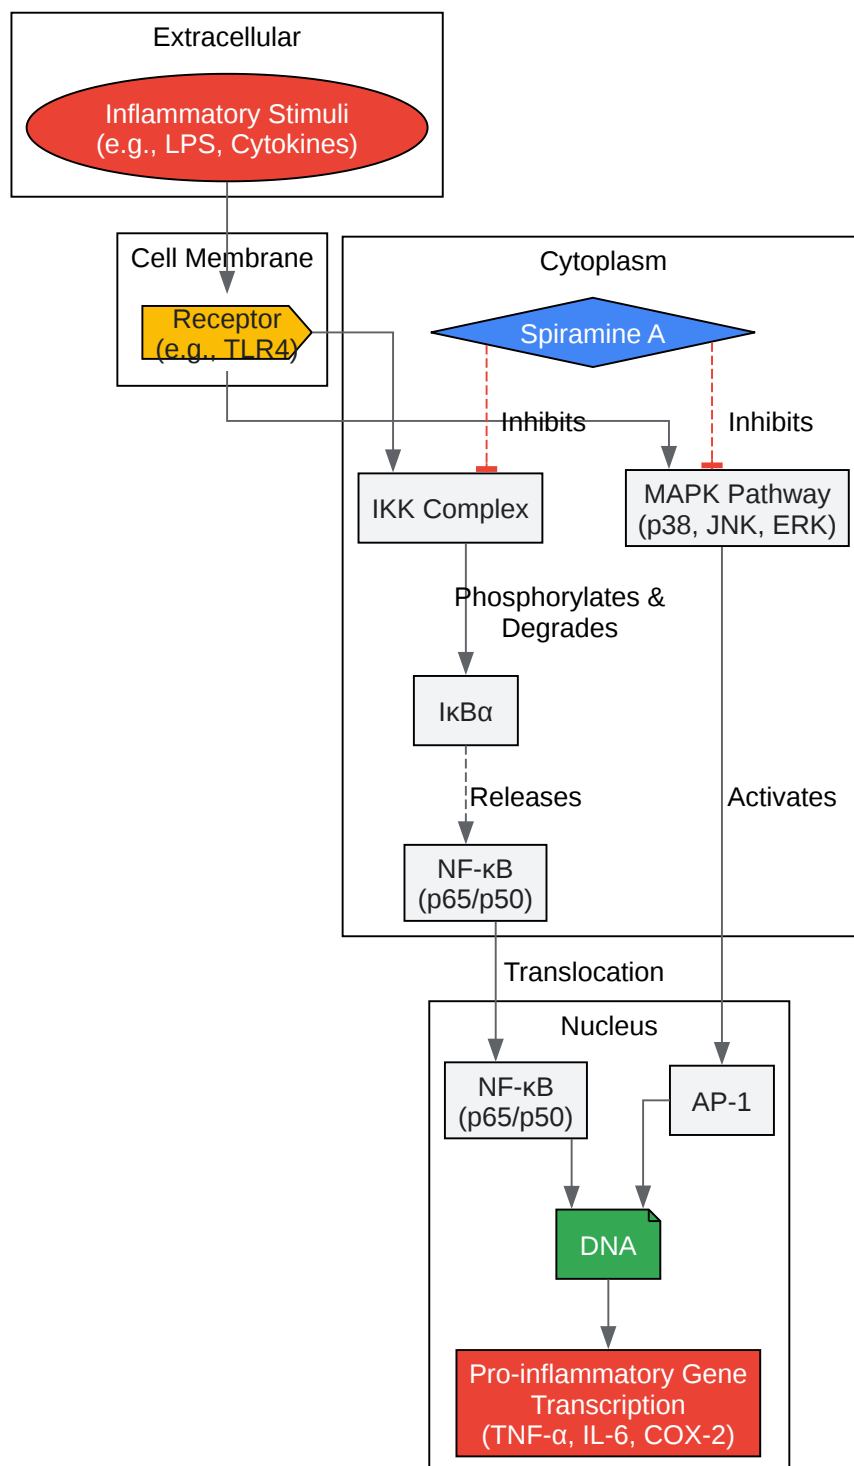 Extracellular
Inflammatory Stimuli
(e.g., LPS, Cytokines)
Cell Membrane
Receptor
(e.g., TLR4)
Cytoplasm
Spiramine A
Inhibits
Inhibits
IKK Complex
MAPK Pathway
(p38, JNK, ERK)
Phosphorylates &
Degrades
IκBα
Releases
Activates
NF-κB
(p65/p50)
Translocation
Nucleus
NF-κB
(p65/p50)
AP-1
DNA
Pro-inflammatory Gene
Transcription
(TNF-α, IL-6, COX-2)